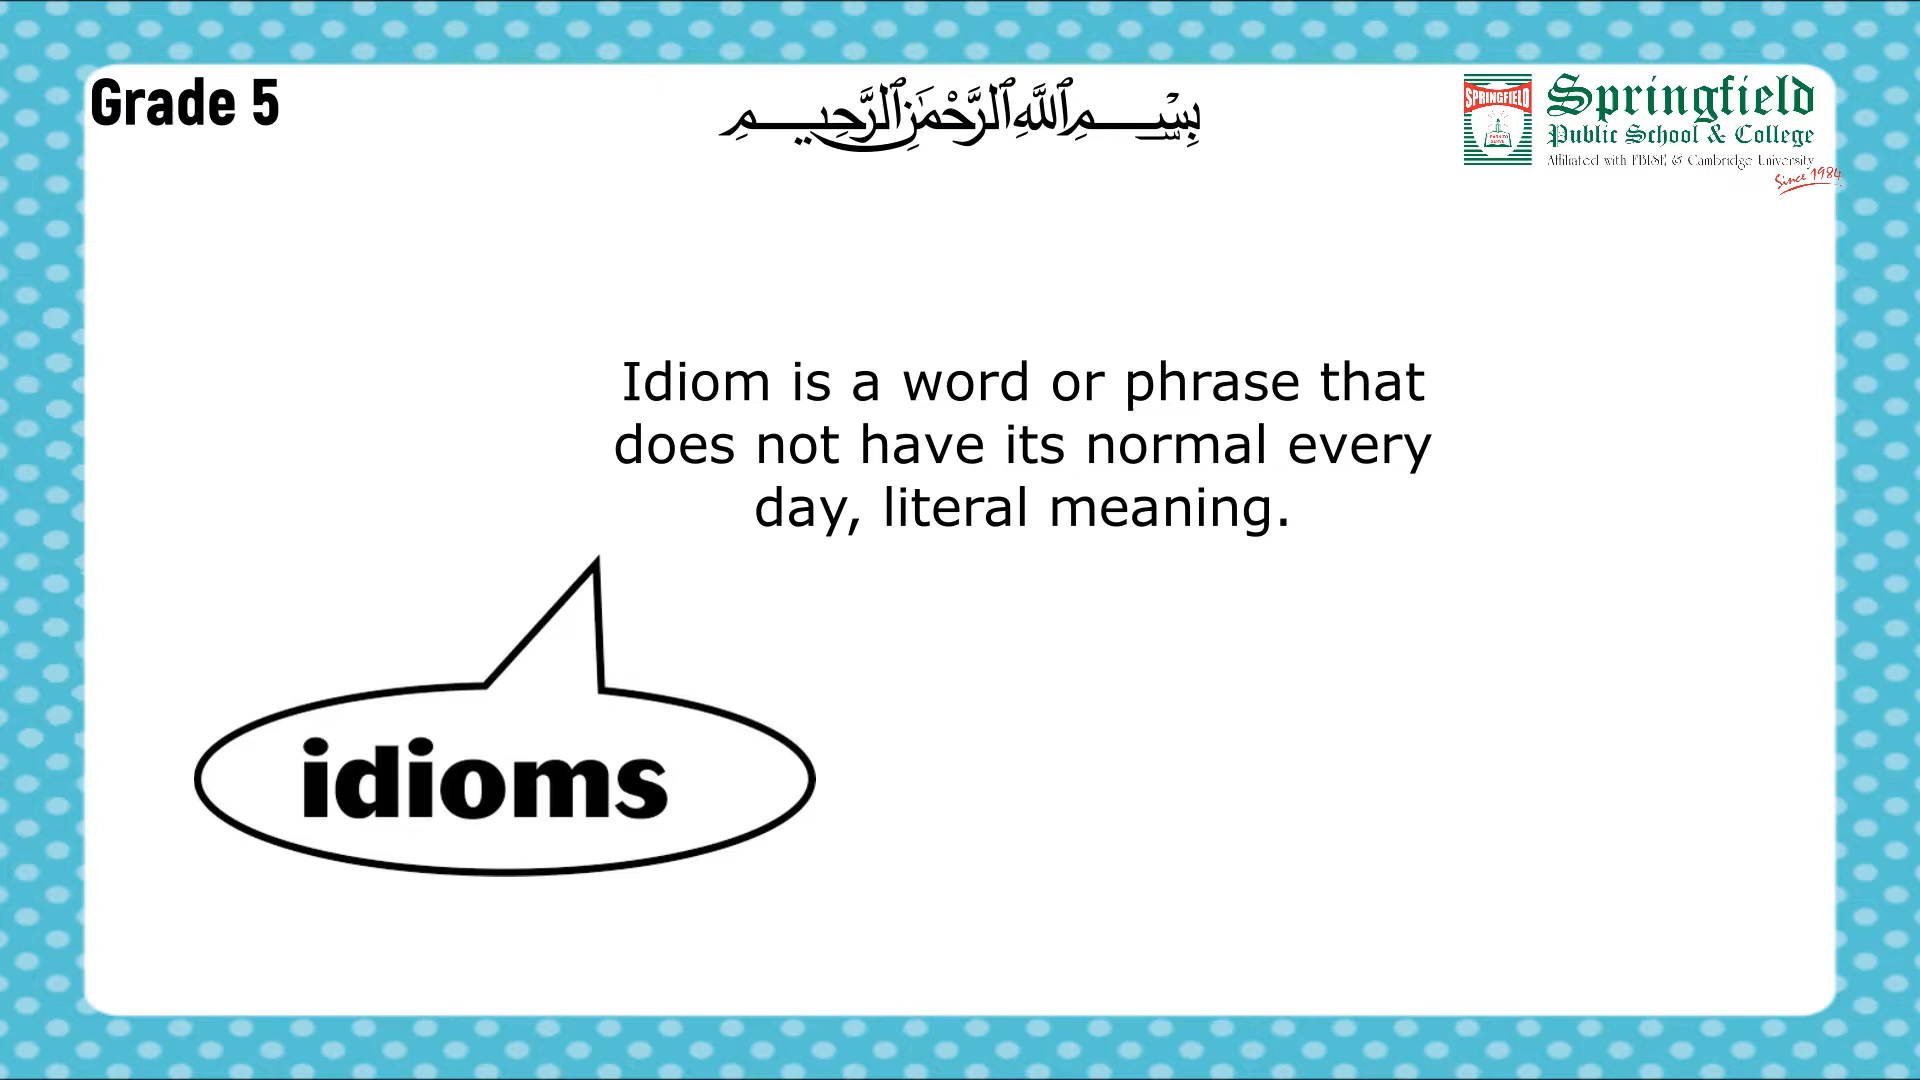 Grade 5
بِسْمِ ٱللَّهِ ٱلرَّحْمَٰنِ ٱلرَّحِيمِ
SPRINGFIELD
Springfield
Public School & College
Affiliated with FBISE & Cambridge University
Since 1984
Idiom is a word or phrase that
does not have its normal every
day, literal meaning.
idioms